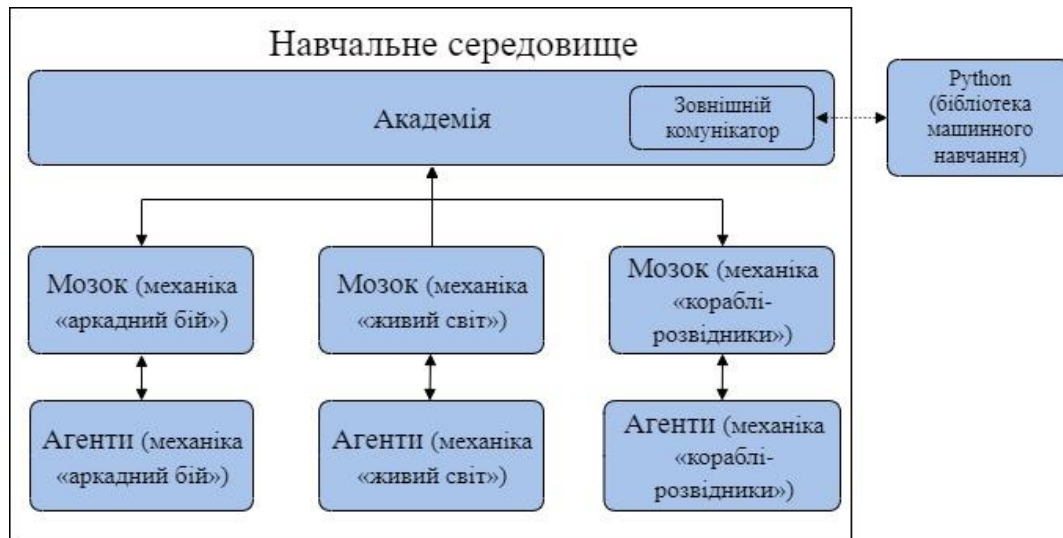 Навчальне середовище
Академія
Зовнішній
комунікатор
Python
(бібліотека
машинного
навчання)
Мозок (механіка
«аркадний бій»)
Мозок (механіка
«живий світ»)
Мозок (механіка
«кораблі-
розвідники»)
Агенти (механіка
«аркадний бій»)
Агенти (механіка
«живий світ»)
Агенти (механіка
«кораблі-
розвідники»)